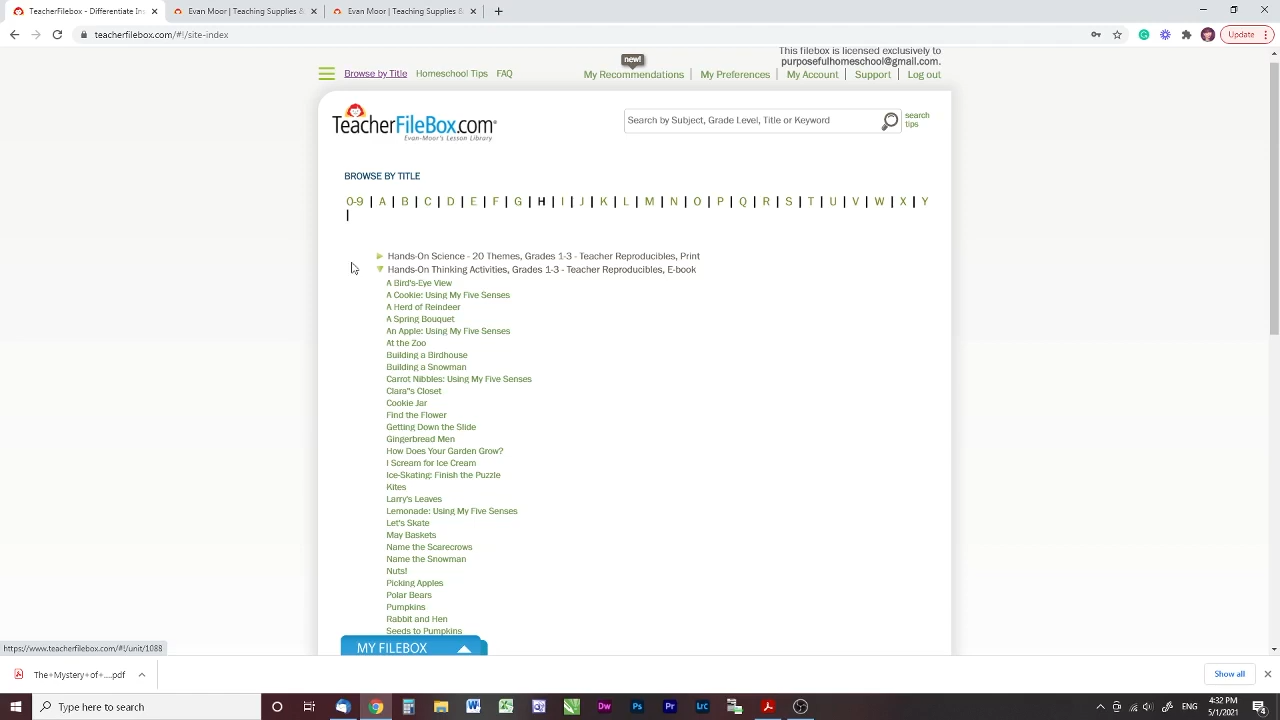 Evan Moor Teacher Filebox - Les
Evan Moor Teaching Supplies &
Differentiate Instruction - Differe
teacherfilebox.com/#!/site-index
Update
This filebox is licensed exclusively to
purposefulhomeschool@gmail.com.
new!
Browse by Title Homeschool Tips FAQ
My Recommendations | My Preferences | My Account | Support | Log out
TeacherFileBox.com
Evan-Moor's Lesson Library
Search by Subject, Grade Level, Title or Keyword
search tips
BROWSE BY TITLE
0-9 | A | B | C | D | E | F | G | H | I | J | K | L | M | N | O | P | Q | R | S | T | U | V | W | X | Y
|
Hands-On Science - 20 Themes, Grades 1-3 - Teacher Reproducibles, Print
Hands-On Thinking Activities, Grades 1-3 - Teacher Reproducibles, E-book
A Bird's-Eye View
A Cookie: Using My Five Senses
A Herd of Reindeer
A Spring Bouquet
An Apple: Using My Five Senses
At the Zoo
Building a Birdhouse
Building a Snowman
Carrot Nibbles: Using My Five Senses
Clara"s Closet
Cookie Jar
Find the Flower
Getting Down the Slide
Gingerbread Men
How Does Your Garden Grow?
I Scream for Ice Cream
Ice-Skating: Finish the Puzzle
Kites
Larry's Leaves
Lemonade: Using My Five Senses
Let's Skate
May Baskets
Name the Scarecrows
Name the Snowman
Nuts!
Picking Apples
Polar Bears
Pumpkins
Rabbit and Hen
Seeds to Pumpkins
MY FILEBOX
https://www.teacherfilebox.com/#!/unit/1088
The+Mystery+of+....pdf
Show all
Type here to search
Dw
Ps
Pr
Lrc
4:32 PM
5/1/2021